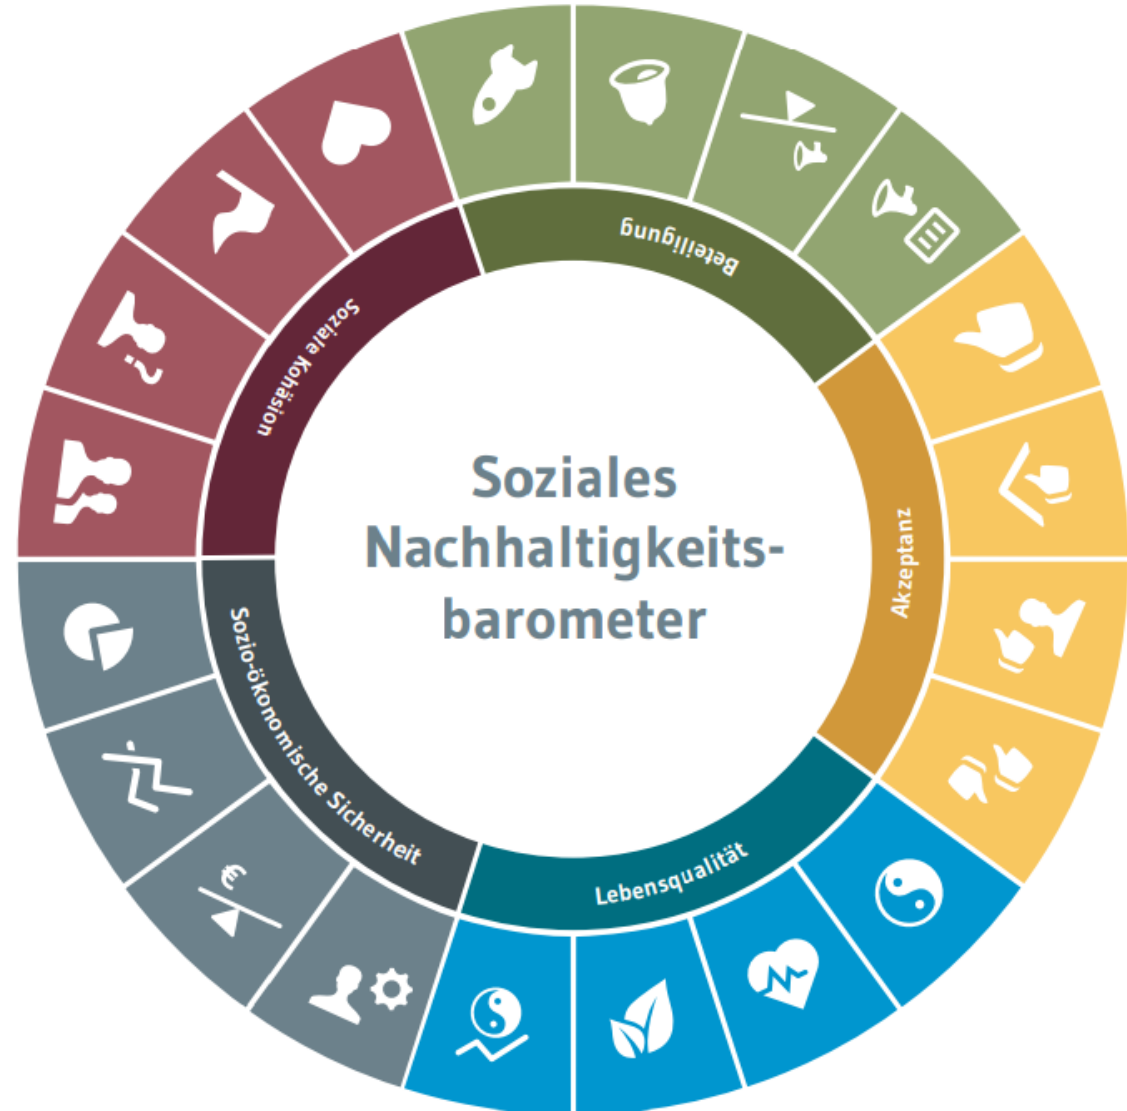 Soziales
Nachhaltigkeits-
barometer
Beteiligung
Akzeptanz
Lebensqualität
Sozio-ökonomische Sicherheit
Soziale Kohäsion
€
?